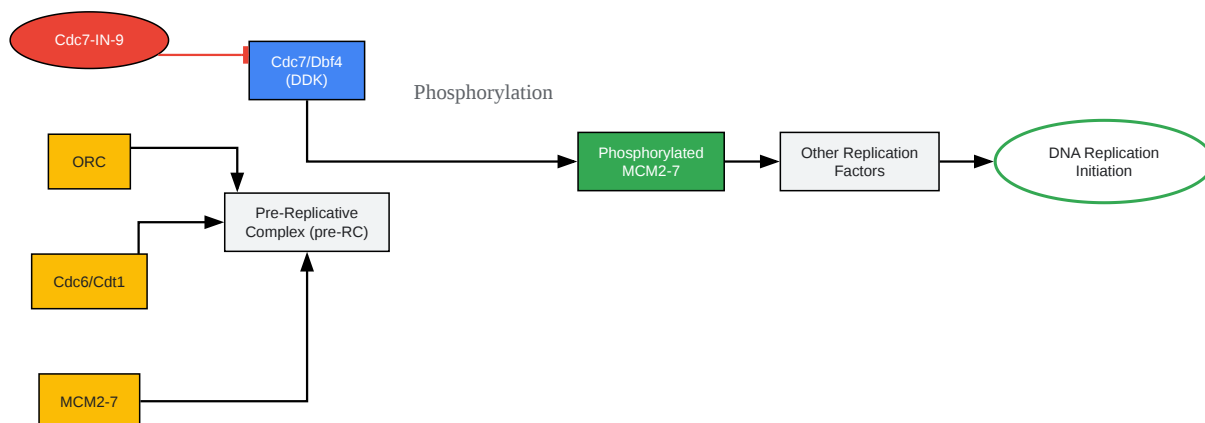 Cdc7-IN-9
Cdc7/Dbf4
(DDK)
Phosphorylation
ORC
Phosphorylated
MCM2-7
Other Replication
Factors
DNA Replication
Initiation
Pre-Replicative
Complex (pre-RC)
Cdc6/Cdt1
MCM2-7